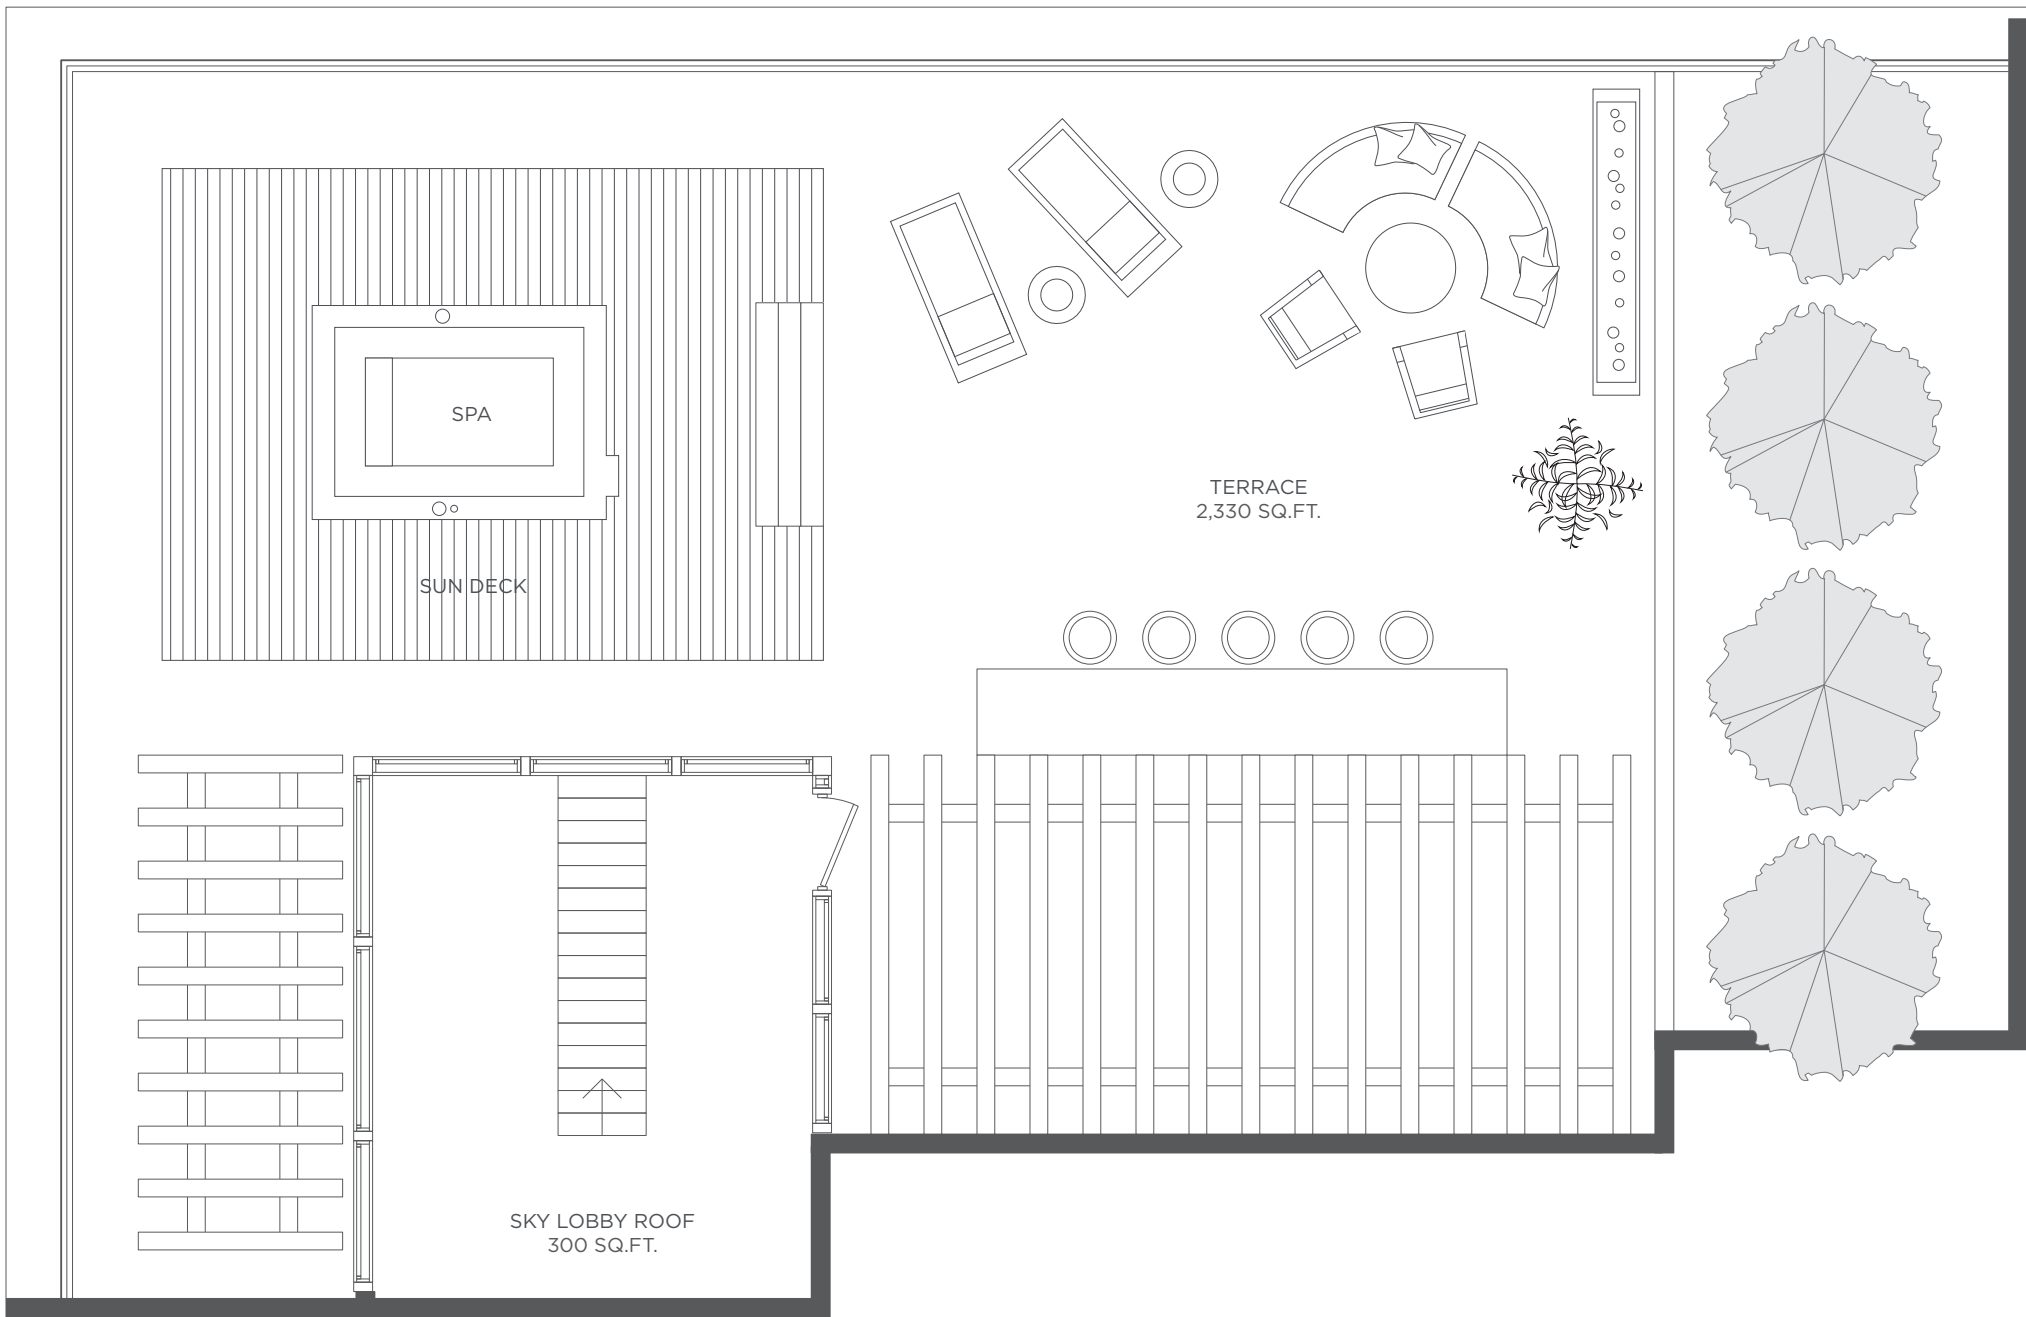 SPA
TERRACE
2,330 SQ.FT.
SUN DECK
SKY LOBBY ROOF
300 SQ.FT.